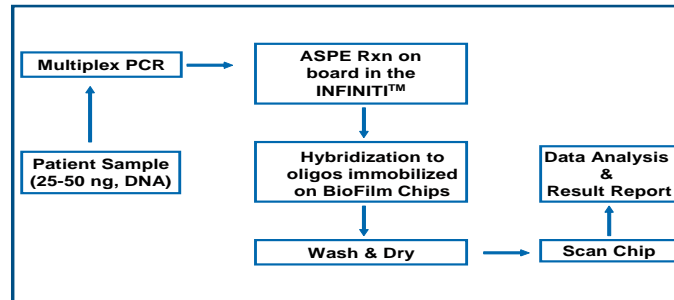 Multiplex PCR
ASPE Rxn on
board in the
INFINITI™
Patient Sample
(25-50 ng, DNA)
Hybridization to
oligos immobilized
on BioFilm Chips
Data Analysis
&
Result Report
Wash & Dry
Scan Chip